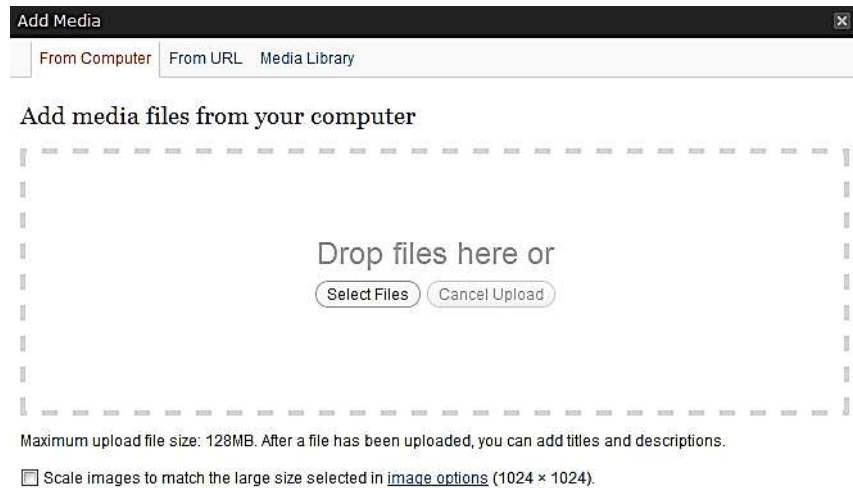 Add Media
From Computer From URL Media Library
Add media files from your computer
Drop files here or
Select Files Cancel Upload
Maximum upload file size: 128MB. After a file has been uploaded, you can add titles and descriptions.
Scale images to match the large size selected in image options (1024 × 1024).